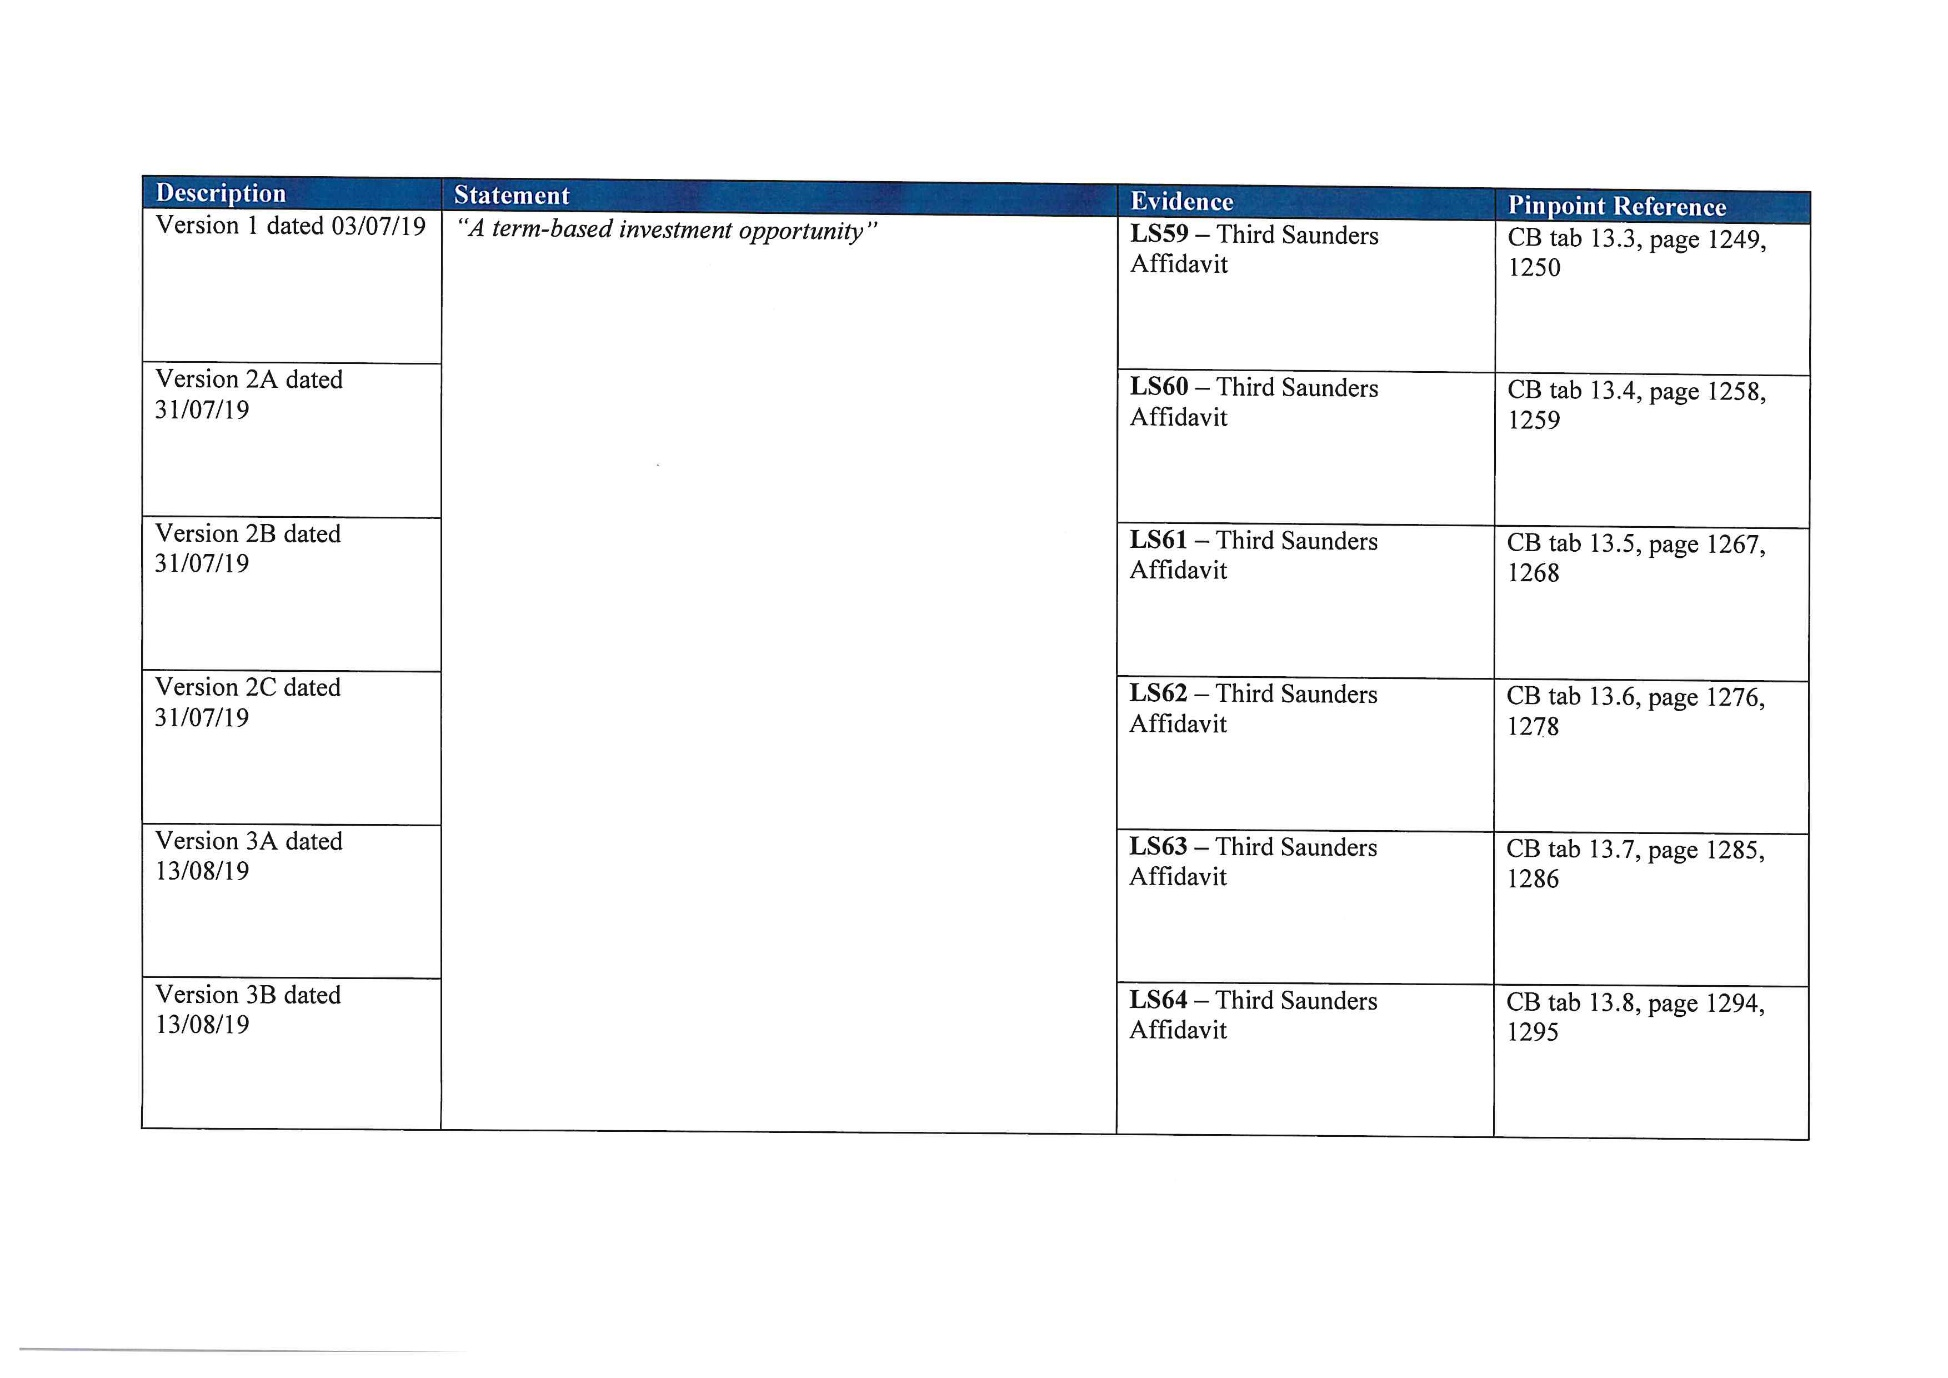 Description
Statement
Evidence
Pinpoint Reference
Version 1 dated 03/07/19
“A term-based investment opportunity”
LS59 – Third Saunders
Affidavit
CB tab 13.3, page 1249,
1250
Version 2A dated
31/07/19
LS60 – Third Saunders
Affidavit
CB tab 13.4, page 1258,
1259
Version 2B dated
31/07/19
LS61 – Third Saunders
Affidavit
CB tab 13.5, page 1267,
1268
Version 2C dated
31/07/19
LS62 – Third Saunders
Affidavit
CB tab 13.6, page 1276,
1278
Version 3A dated
13/08/19
LS63 – Third Saunders
Affidavit
CB tab 13.7, page 1285,
1286
Version 3B dated
13/08/19
LS64 – Third Saunders
Affidavit
CB tab 13.8, page 1294,
1295